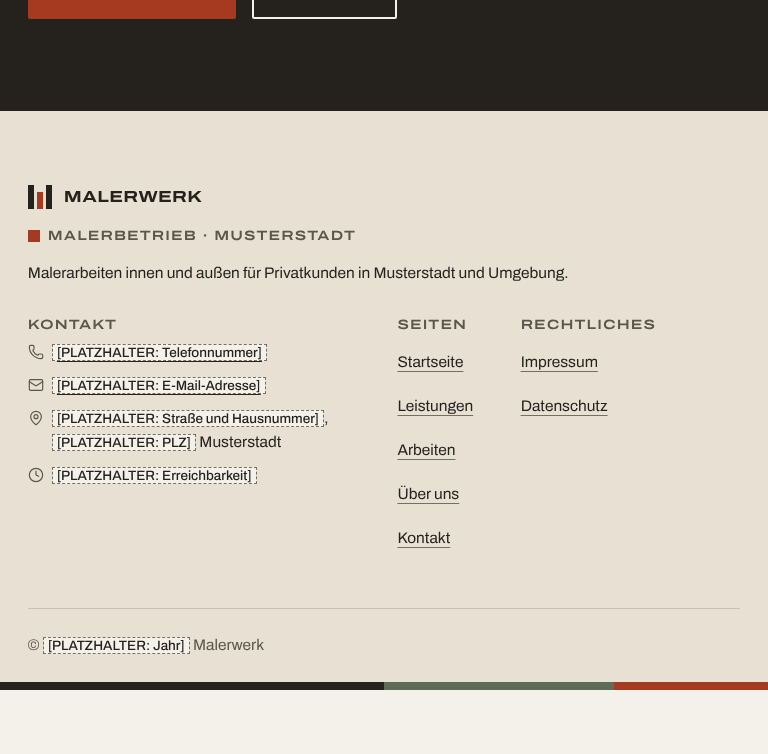 MALERWERK
MALERBETRIEB · MUSTERSTADT
Malerarbeiten innen und außen für Privatkunden in Musterstadt und Umgebung.
KONTAKT
[PLATZHALTER: Telefonnummer]
[PLATZHALTER: E-Mail-Adresse]
[PLATZHALTER: Straße und Hausnummer],
[PLATZHALTER: PLZ] Musterstadt
[PLATZHALTER: Erreichbarkeit]
SEITEN
Startseite
Leistungen
Arbeiten
Über uns
Kontakt
RECHTLICHES
Impressum
Datenschutz
© [PLATZHALTER: Jahr] Malerwerk